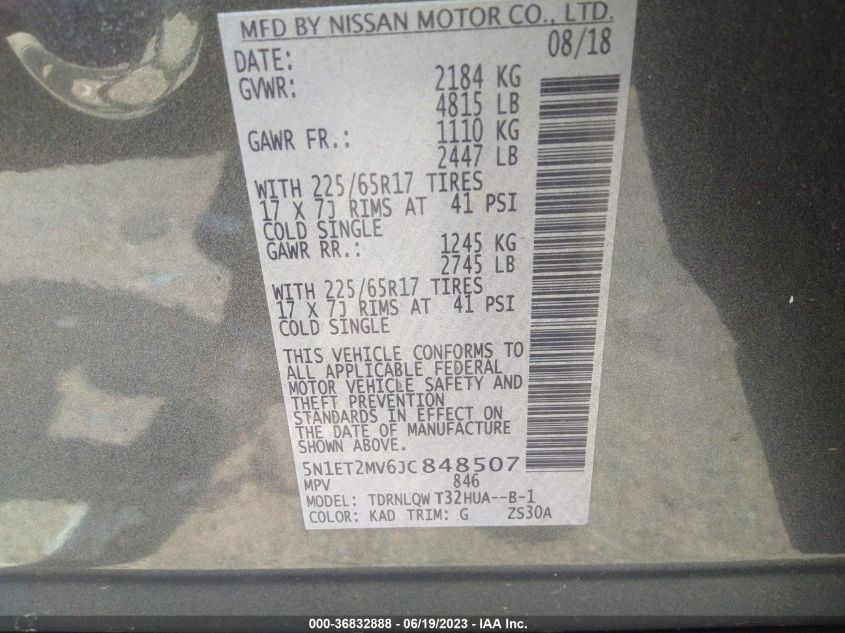 MFD BY NISSAN MOTOR CO., LTD.
DATE: 08/18
GVWR: 2184 KG
4815 LB
GAWR FR.: 1110 KG
2447 LB
WITH 225/65R17 TIRES
17 X 7J RIMS AT 41 PSI
COLD SINGLE
GAWR RR.: 1245 KG
2745 LB
WITH 225/65R17 TIRES
17 X 7J RIMS AT 41 PSI
COLD SINGLE
THIS VEHICLE CONFORMS TO
ALL APPLICABLE FEDERAL
MOTOR VEHICLE SAFETY AND
THEFT PREVENTION
STANDARDS IN EFFECT ON
THE DATE OF MANUFACTURE
SHOWN ABOVE.
5N1ET2MV6JC848507
MPV 846
MODEL: TDRNLQW T32HUA--B-1
COLOR: KAD TRIM: G ZS30A
000-36832888 - 06/19/2023 - IAA Inc.